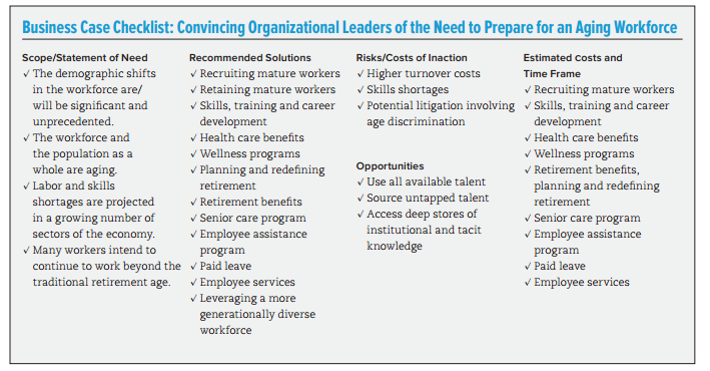 Business Case Checklist: Convincing Organizational Leaders of the Need to Prepare for an Aging Workforce
Scope/Statement of Need
✓ The demographic shifts
in the workforce are/
will be significant and
unprecedented.
✓ The workforce and
the population as a
whole are aging.
✓ Labor and skills
shortages are projected
in a growing number of
sectors of the economy.
✓ Many workers intend to
continue to work beyond the
traditional retirement age.
Recommended Solutions
✓ Recruiting mature workers
✓ Retaining mature workers
✓ Skills, training and career
development
✓ Health care benefits
✓ Wellness programs
✓ Planning and redefining
retirement
✓ Retirement benefits
✓ Senior care program
✓ Employee assistance
program
✓ Paid leave
✓ Employee services
✓ Leveraging a more
generationally diverse
workforce
Risks/Costs of Inaction
✓ Higher turnover costs
✓ Skills shortages
✓ Potential litigation involving
age discrimination
Opportunities
✓ Use all available talent
✓ Source untapped talent
✓ Access deep stores of
institutional and tacit
knowledge
Estimated Costs and
Time Frame
✓ Recruiting mature workers
✓ Skills, training and career
development
✓ Health care benefits
✓ Wellness programs
✓ Retirement benefits,
planning and redefining
retirement
✓ Senior care program
✓ Employee assistance
program
✓ Paid leave
✓ Employee services